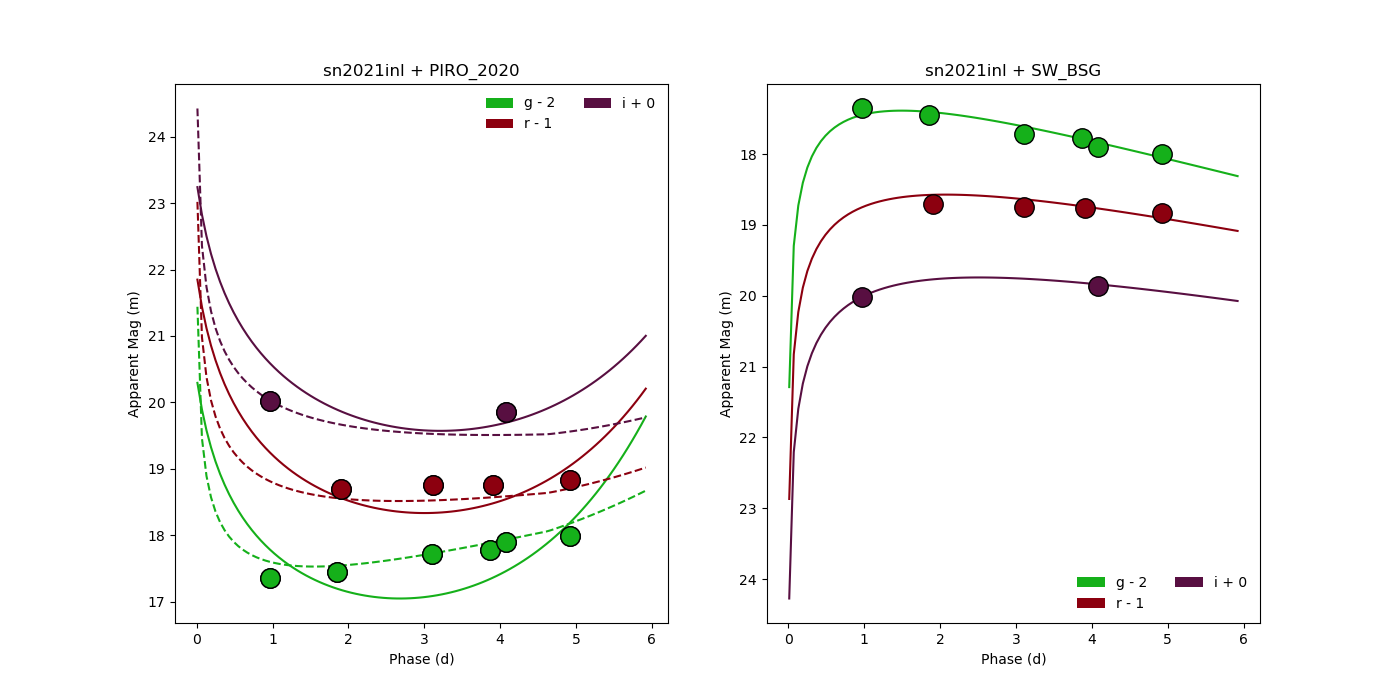 sn2021inl + PIRO_2020
g - 2
i + 0
r - 1
24
23
22
21
20
19
18
17
Apparent Mag (m)
0 1 2 3 4 5 6
Phase (d)
sn2021inl + SW_BSG
18
19
20
21
22
23
24
Apparent Mag (m)
g - 2
i + 0
r - 1
0 1 2 3 4 5 6
Phase (d)